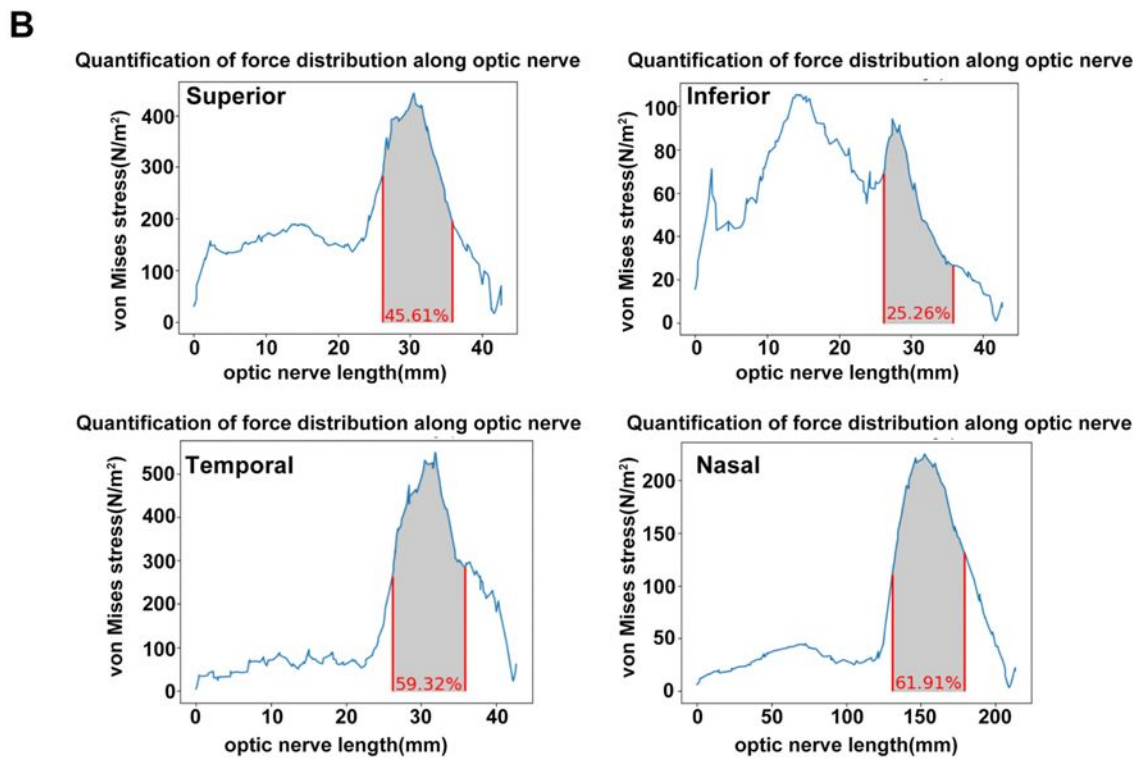 B
Quantification of force distribution along optic nerve
Superior
von Mises stress(N/m²)
400
300
200
100
0
45.61%
0 10 20 30 40
optic nerve length(mm)
Quantification of force distribution along optic nerve
Inferior
von Mises stress(N/m²)
100
80
60
40
20
0
25.26%
0 10 20 30 40
optic nerve length(mm)
Quantification of force distribution along optic nerve
Temporal
von Mises stress(N/m²)
500
400
300
200
100
0
59.32%
0 10 20 30 40
optic nerve length(mm)
Quantification of force distribution along optic nerve
Nasal
von Mises stress(N/m²)
200
150
100
50
0
61.91%
0 50 100 150 200
optic nerve length(mm)